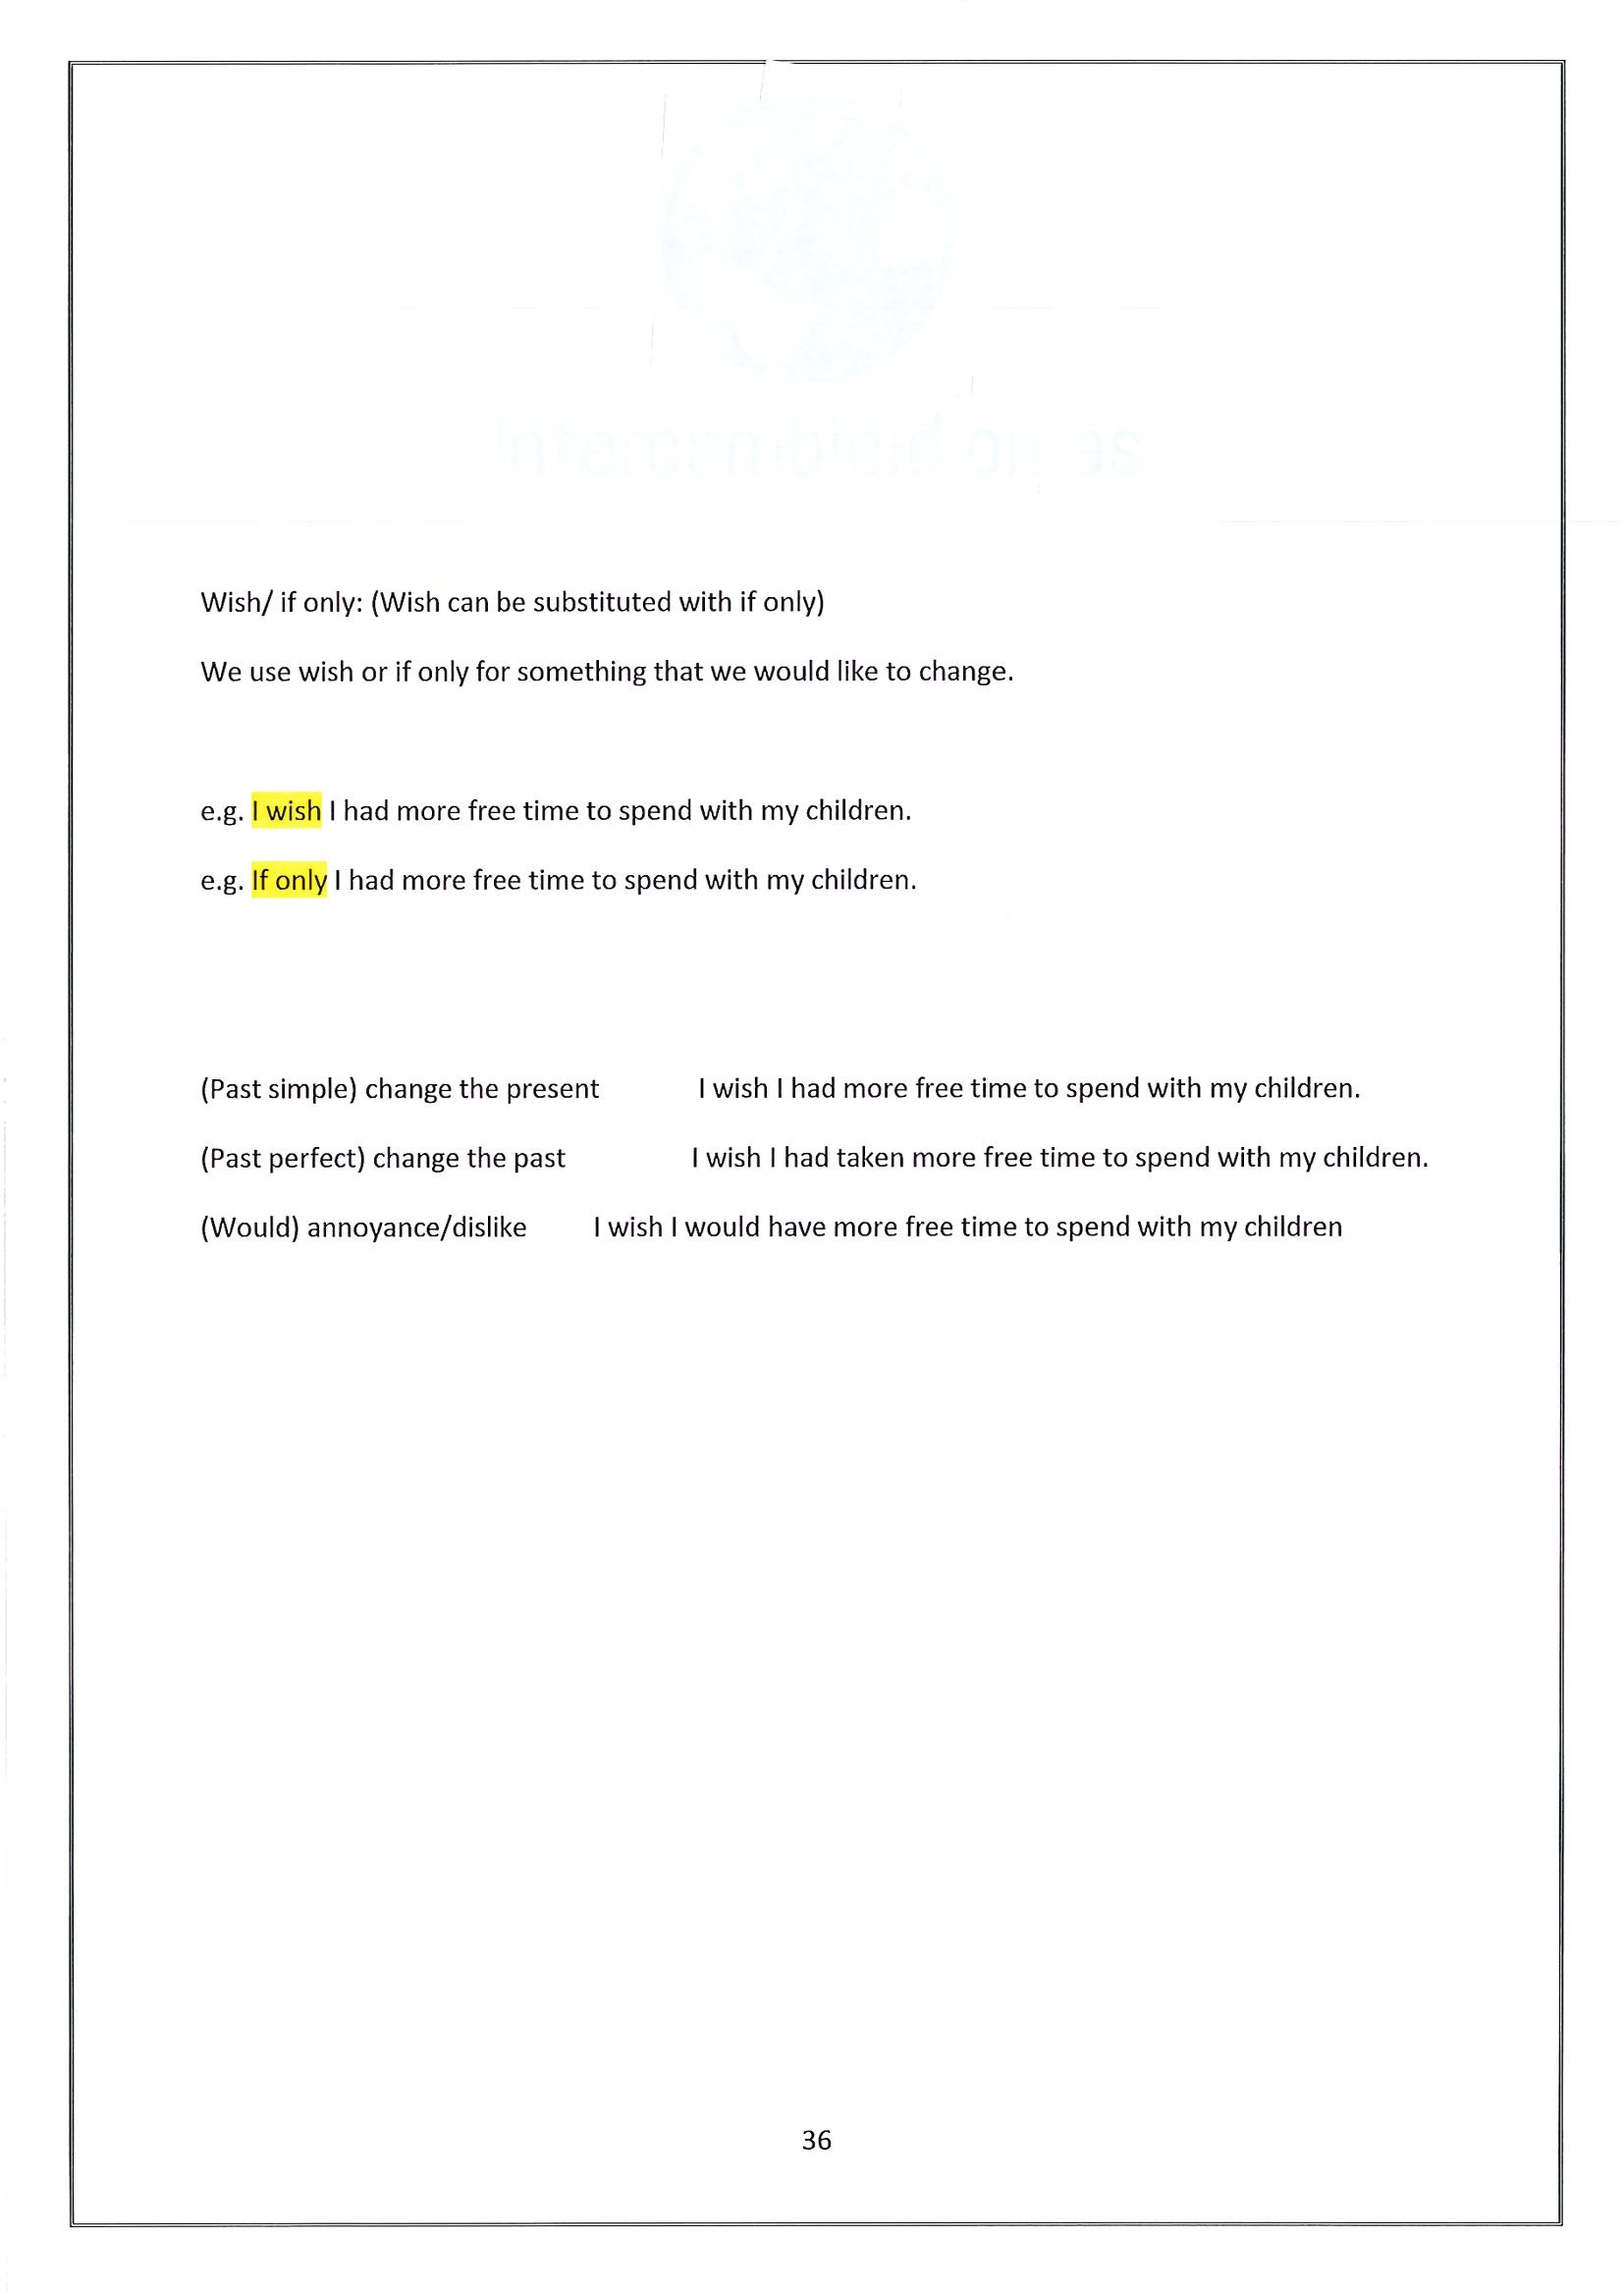 Wish/ if only: (Wish can be substituted with if only)
We use wish or if only for something that we would like to change.
e.g. I wish I had more free time to spend with my children.
e.g. If only I had more free time to spend with my children.
(Past simple) change the present I wish I had more free time to spend with my children.
(Past perfect) change the past I wish I had taken more free time to spend with my children.
(Would) annoyance/dislike I wish I would have more free time to spend with my children
36